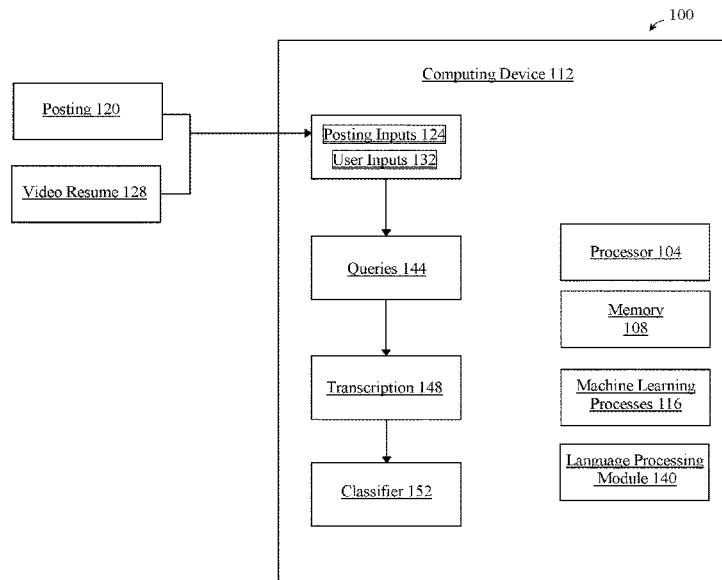 100
Computing Device 112
Posting 120
Video Resume 128
Posting Inputs 124
User Inputs 132
Queries 144
Transcription 148
Classifier 152
Processor 104
Memory
108
Machine Learning
Processes 116
Language Processing
Module 140